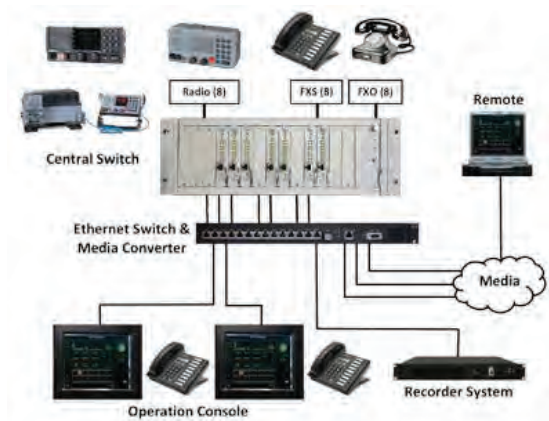 Radio (8)
FXS (8)
FXO (8)
Remote
Central Switch
Ethernet Switch &
Media Converter
Media
Operation Console
Recorder System